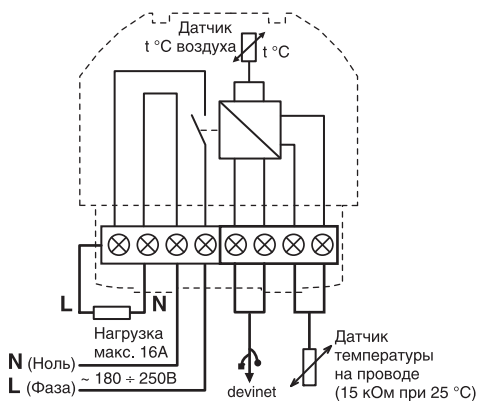 Датчик
t °C воздуха
t °C
L
N
Нагрузка
макс. 16А
N (Ноль)
L (Фаза)
~ 180 ÷ 250В
devinet
Датчик
температуры
на проводе
(15 кОм при 25 °C)